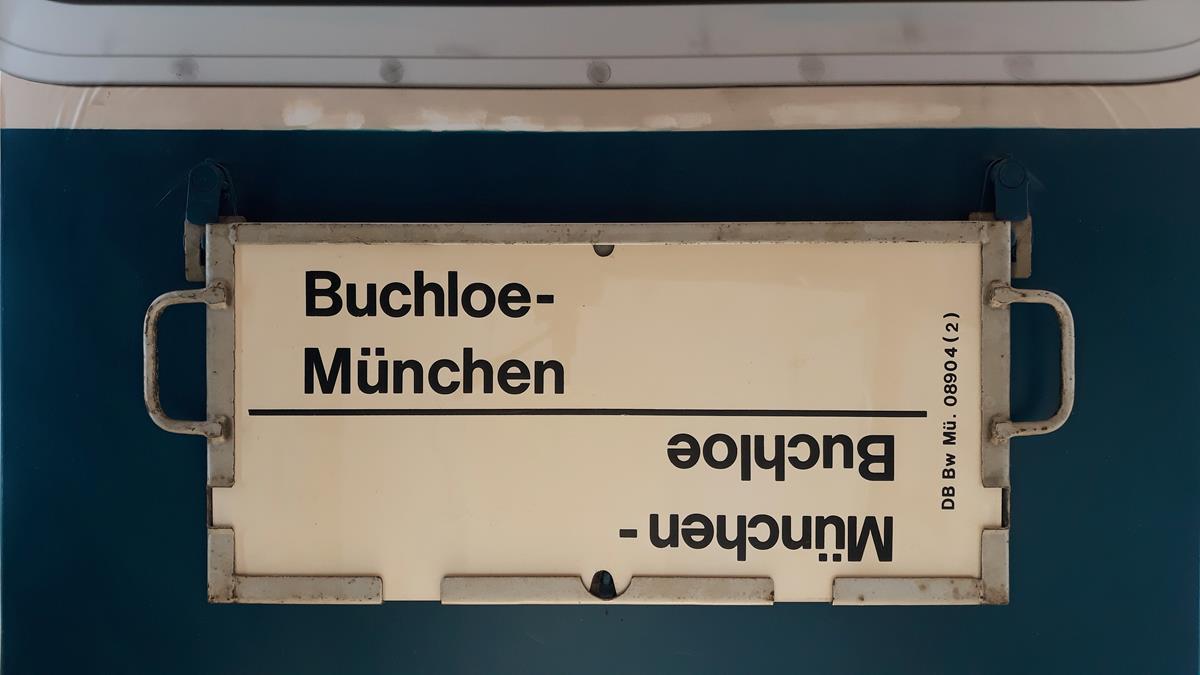 Buchloe-
München
München-
Buchloe
DB Bw Mü. 08904(2)